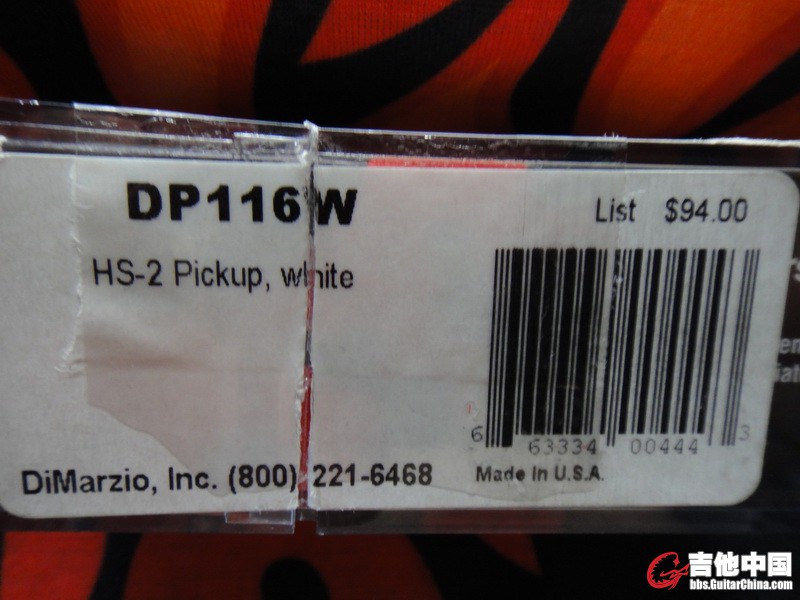 DP116W
List $94.00
HS-2 Pickup, white
6 63334 00444 3
DiMarzio, Inc. (800) 221-6468
Made In U.S.A.
吉他中国
bbs.GuitarChina.com